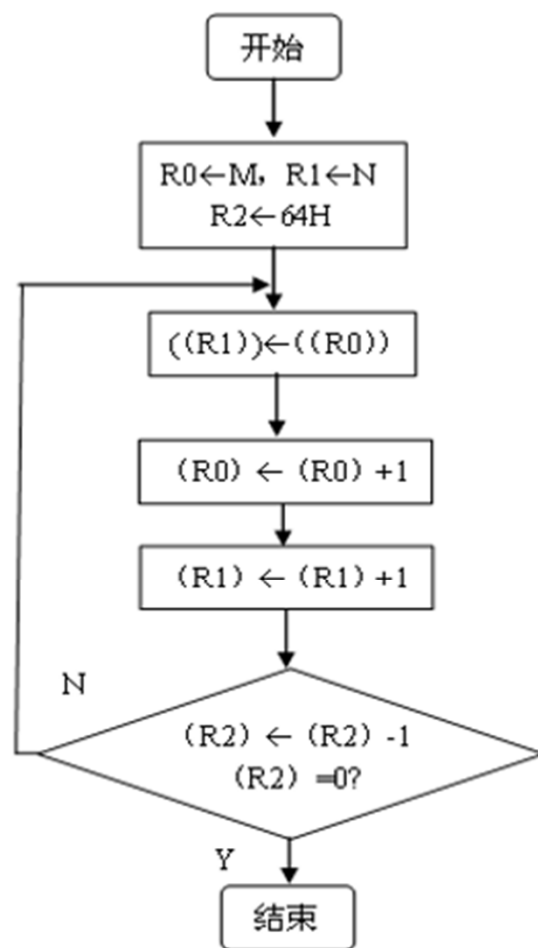 开始
R0←M，R1←N
R2←64H
((R1))←((R0))
（R0）←（R0）+1
（R1）←（R1）+1
N
（R2）←（R2）-1
（R2）=0?
Y
结束